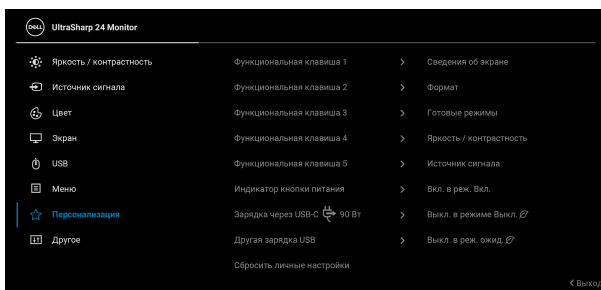 DELL UltraSharp 24 Monitor
Яркость / контрастность Функциональная клавиша 1 > Сведения об экране
Источник сигнала Функциональная клавиша 2 > Формат
Цвет Функциональная клавиша 3 > Готовые режимы
Экран Функциональная клавиша 4 > Яркость / контрастность
USB Функциональная клавиша 5 > Источник сигнала
Меню Индикатор кнопки питания > Вкл. в реж. Вкл.
Персонализация Зарядка через USB-C 90 Вт > Выкл. в режиме Выкл.
Другое Другая зарядка USB > Выкл. в реж. ожид.
Сбросить личные настройки
< Выход